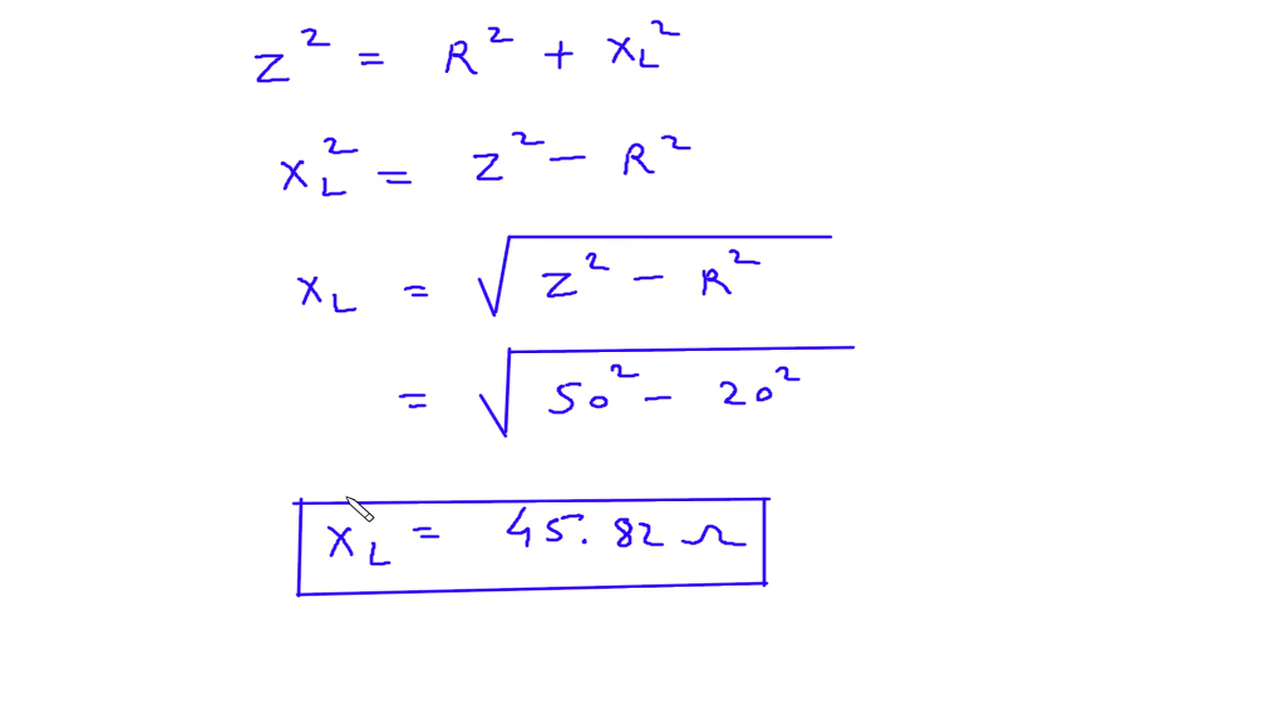 Z² = R² + X_L²
X_L² = Z² - R²
X_L = √(Z² - R²)
= √(50² - 20²)
X_L = 45.82 Ω